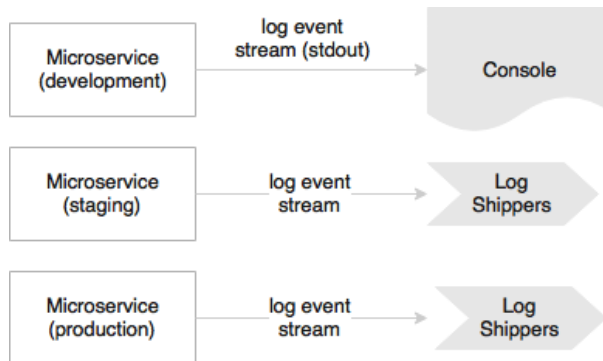 Microservice
(development)
log event
stream (stdout)
Console
Microservice
(staging)
log event
stream
Log
Shippers
Microservice
(production)
log event
stream
Log
Shippers